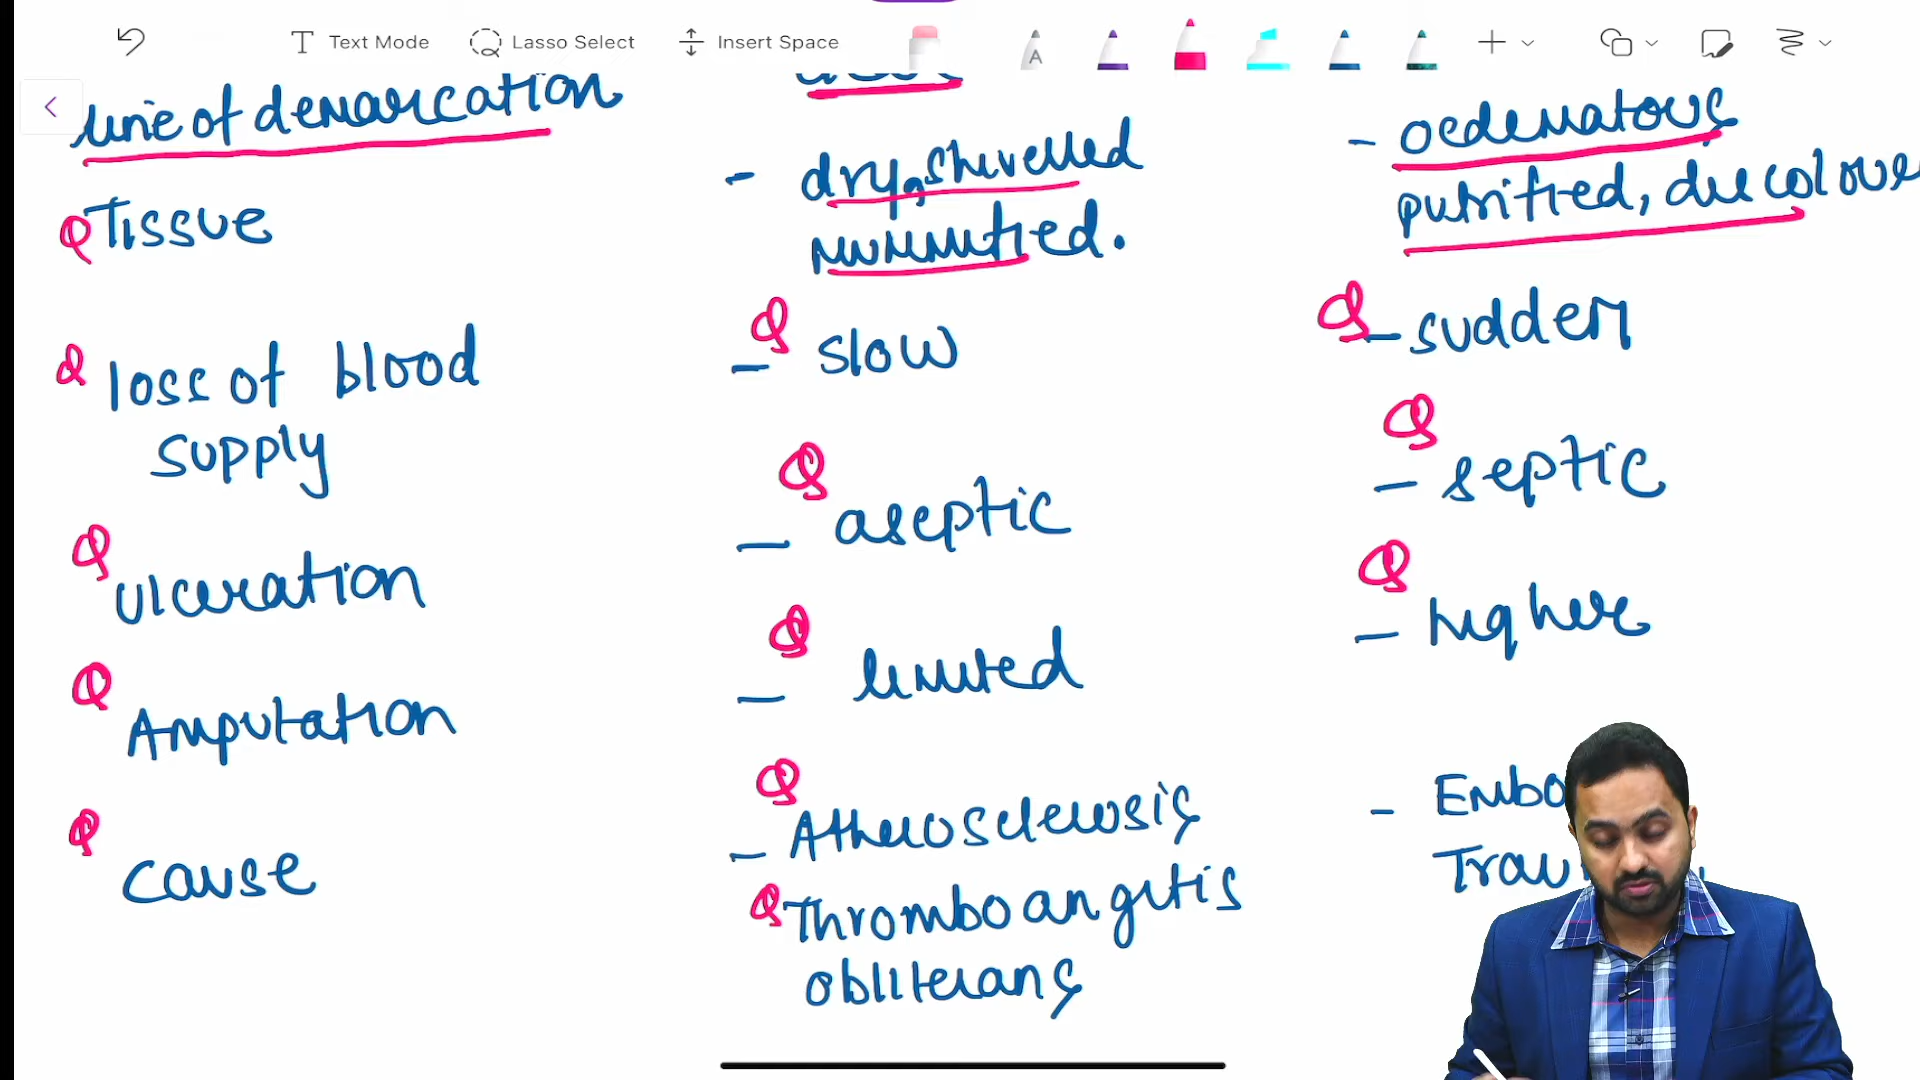 Text Mode Lasso Select Insert Space
A
line of demarcation
- oedematous
- dry, shrivelled
putrified, discoloure
Tissue
mummified.
- sudden
- slow
loss of blood
supply
- septic
- aseptic
ulceration
- higher
- limited
Amputation
- Embo
- Atherosclerosis
Trau
cause
Thromboangitis
obliterans